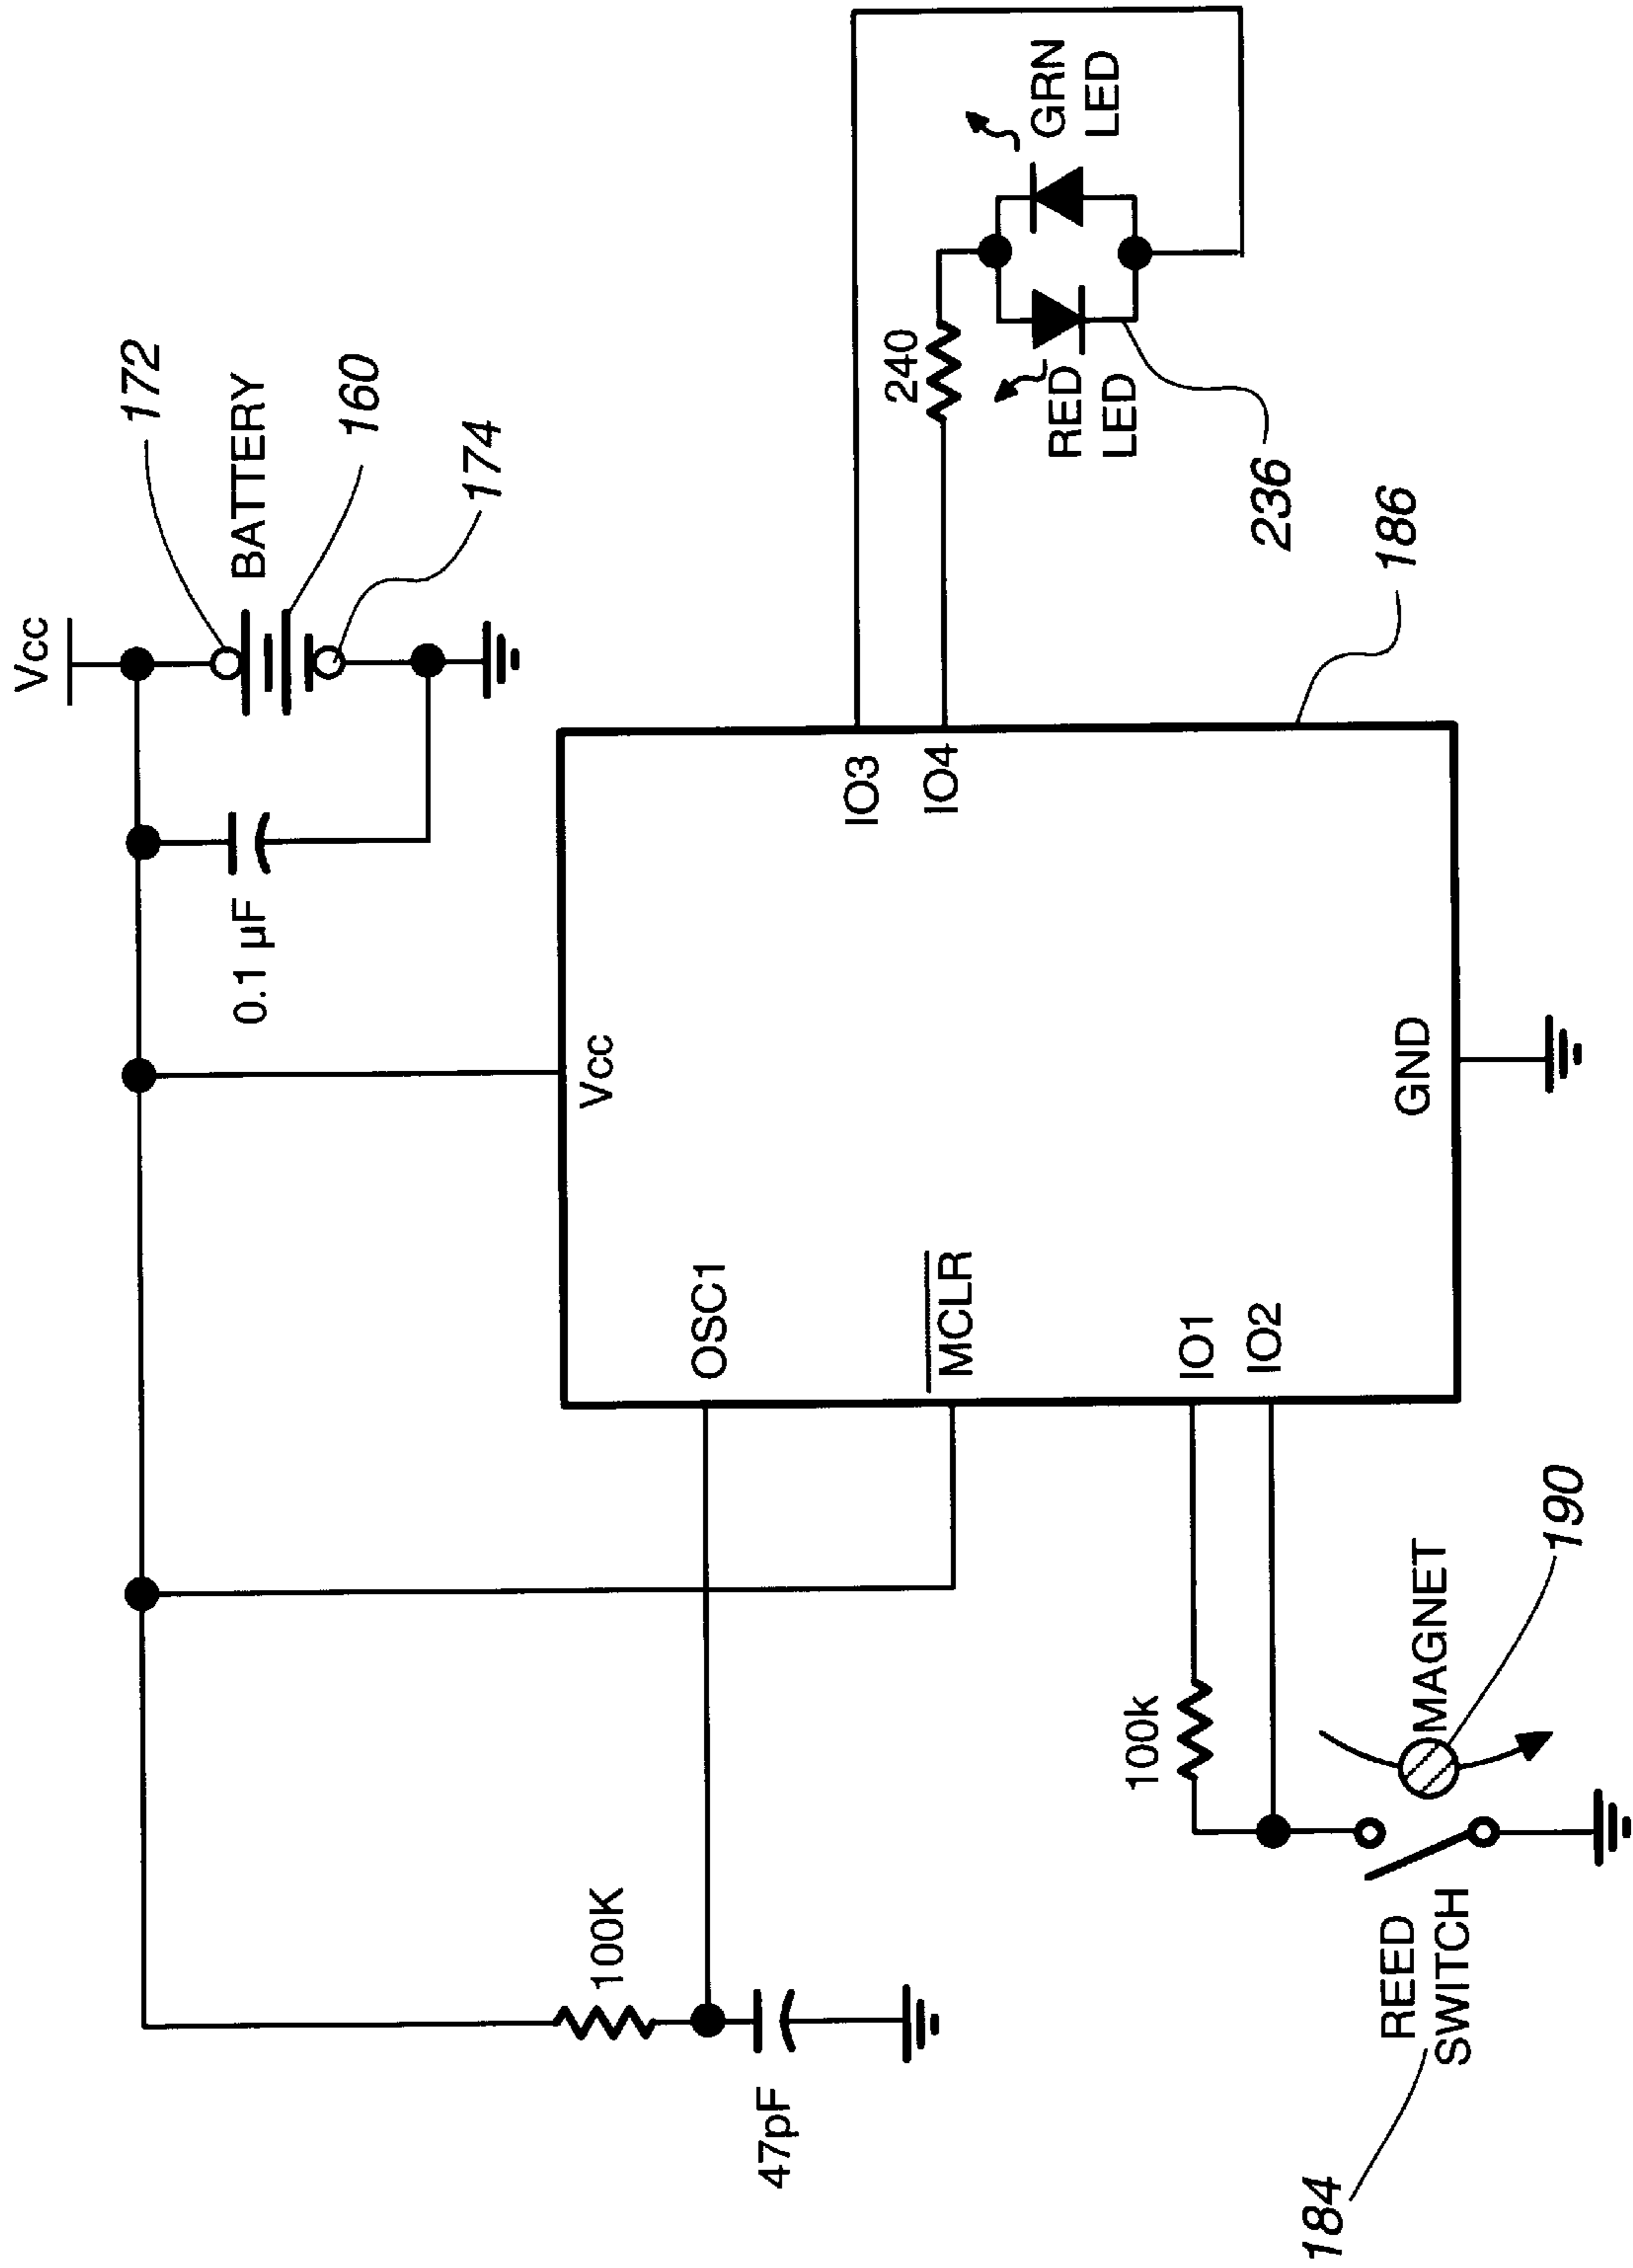 Vcc
172
BATTERY
160
174
0.1 µF
Vcc
OSC1
MCLR
IO1
IO2
IO3
IO4
GND
186
240
RED
LED
GRN
LED
236
100K
47pF
100k
REED
SWITCH
184
MAGNET
190